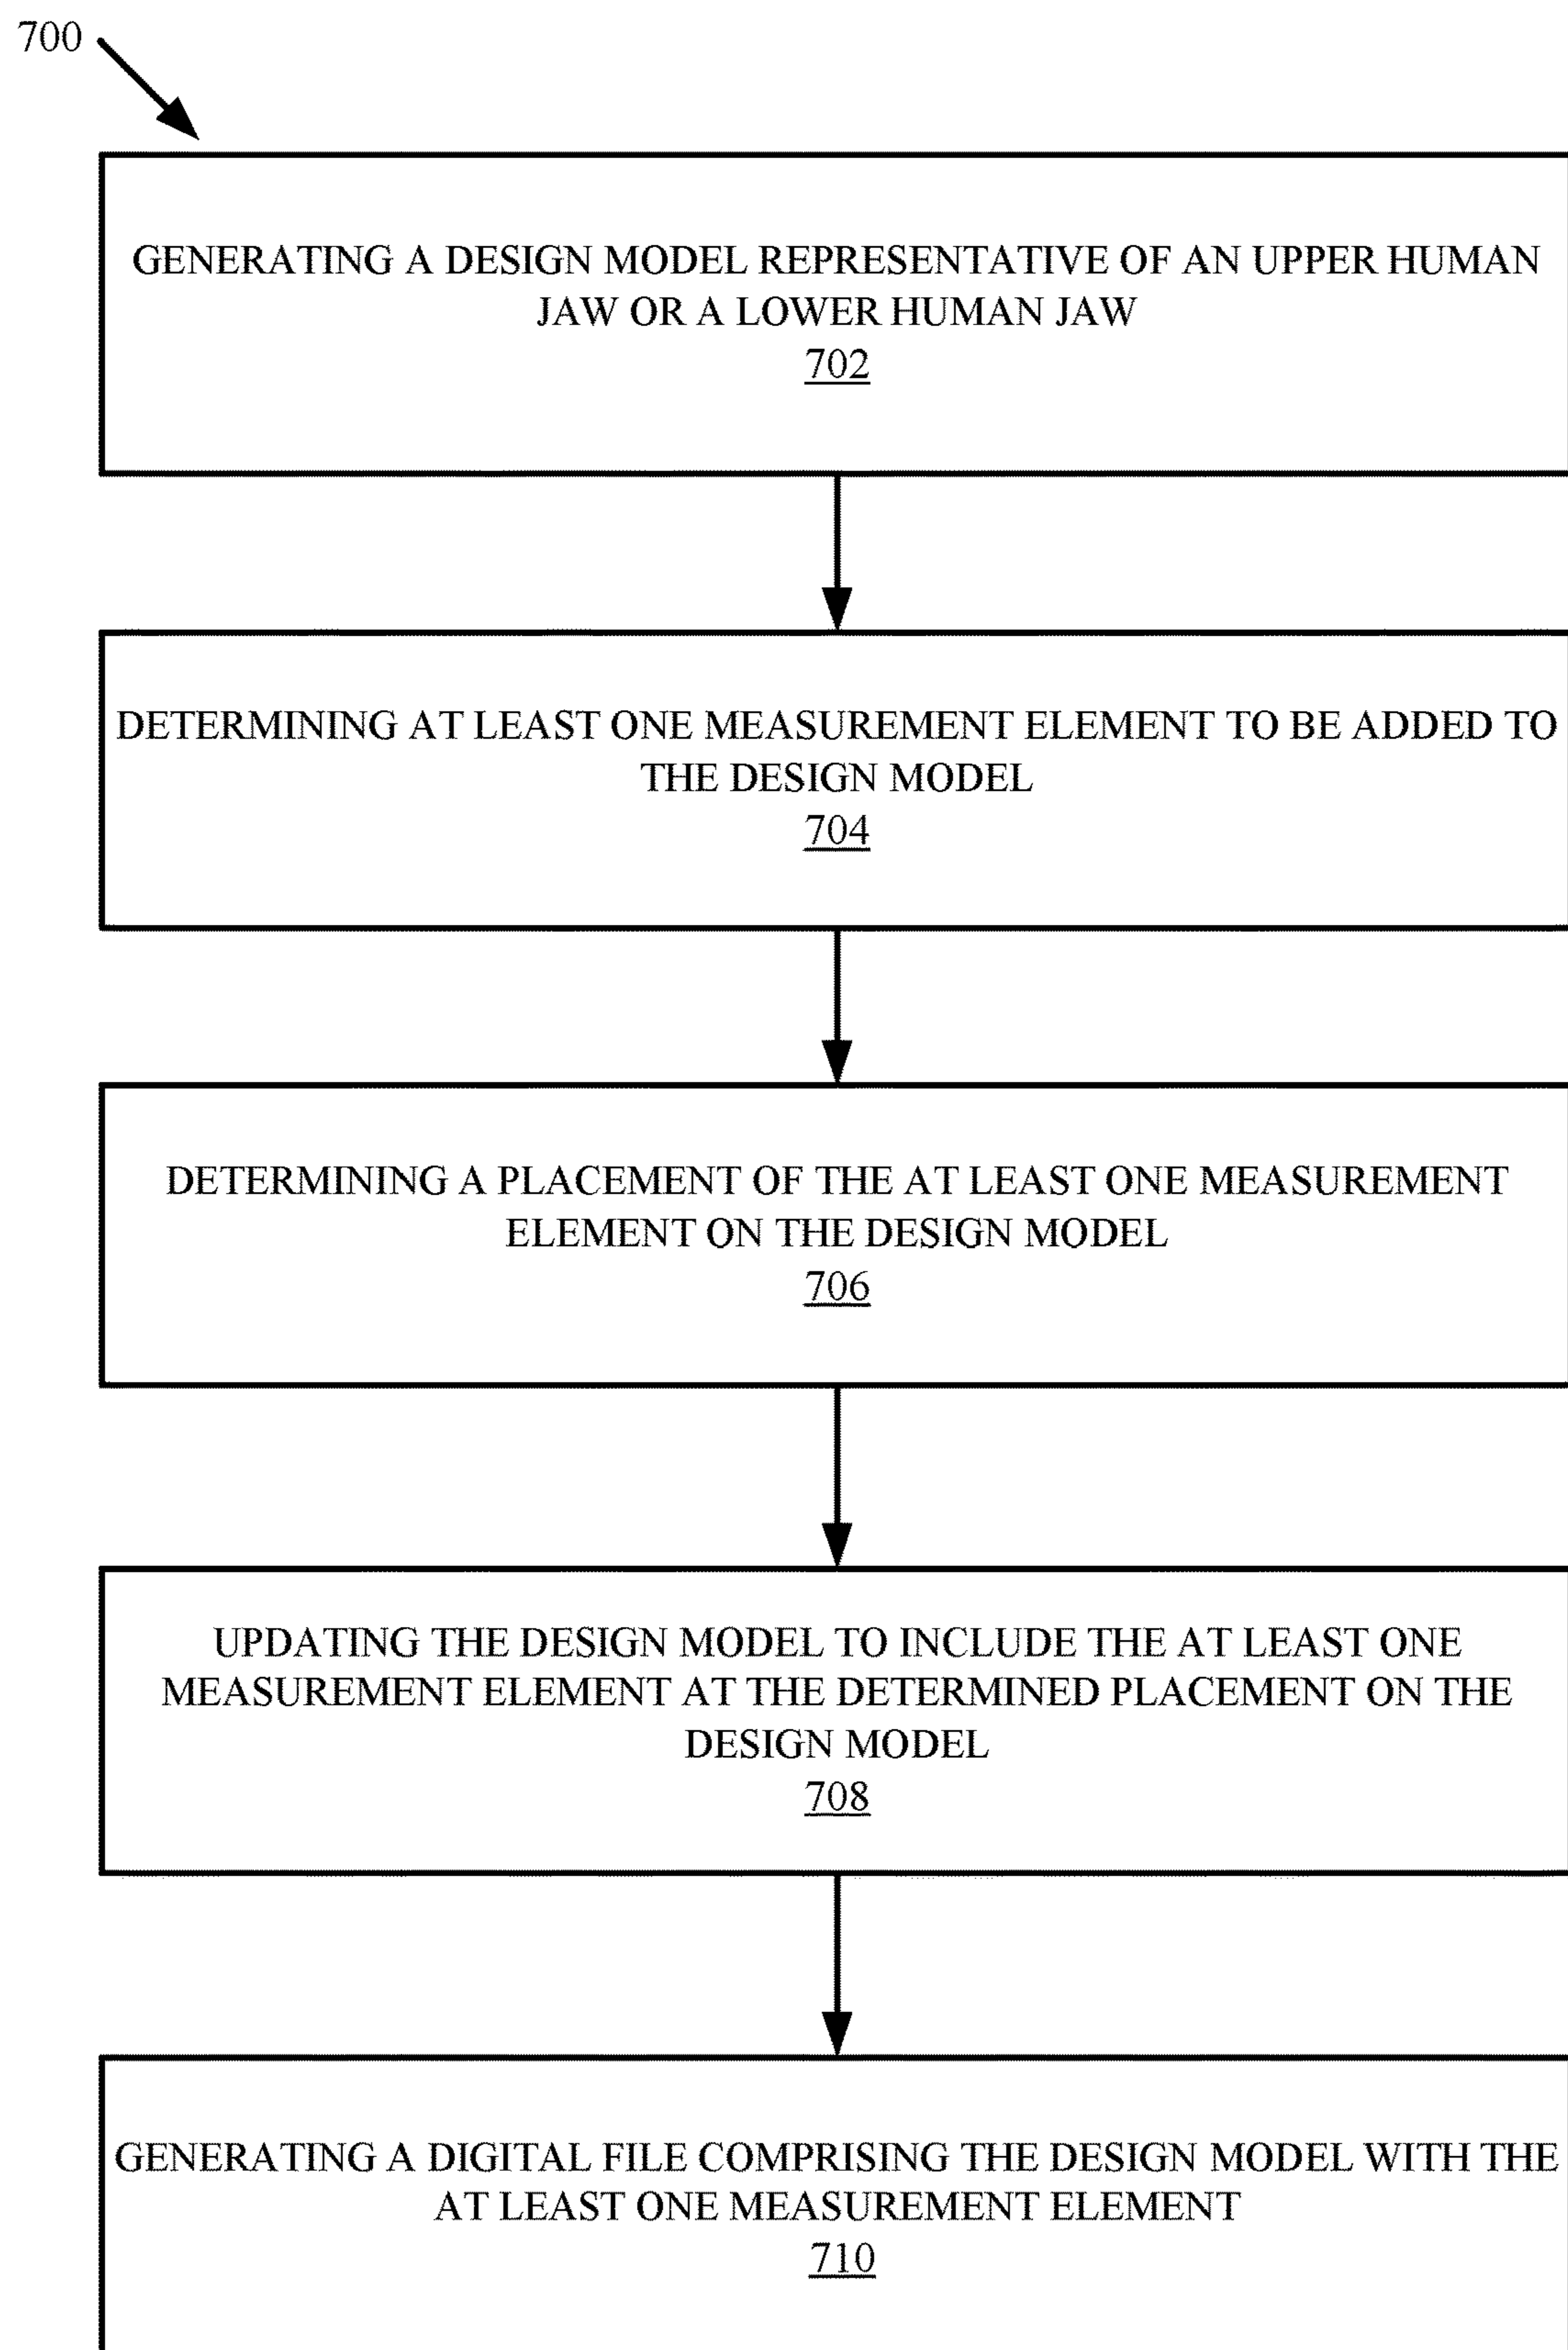 700
GENERATING A DESIGN MODEL REPRESENTATIVE OF AN UPPER HUMAN
JAW OR A LOWER HUMAN JAW
702
DETERMINING AT LEAST ONE MEASUREMENT ELEMENT TO BE ADDED TO
THE DESIGN MODEL
704
DETERMINING A PLACEMENT OF THE AT LEAST ONE MEASUREMENT
ELEMENT ON THE DESIGN MODEL
706
UPDATING THE DESIGN MODEL TO INCLUDE THE AT LEAST ONE
MEASUREMENT ELEMENT AT THE DETERMINED PLACEMENT ON THE
DESIGN MODEL
708
GENERATING A DIGITAL FILE COMPRISING THE DESIGN MODEL WITH THE
AT LEAST ONE MEASUREMENT ELEMENT
710